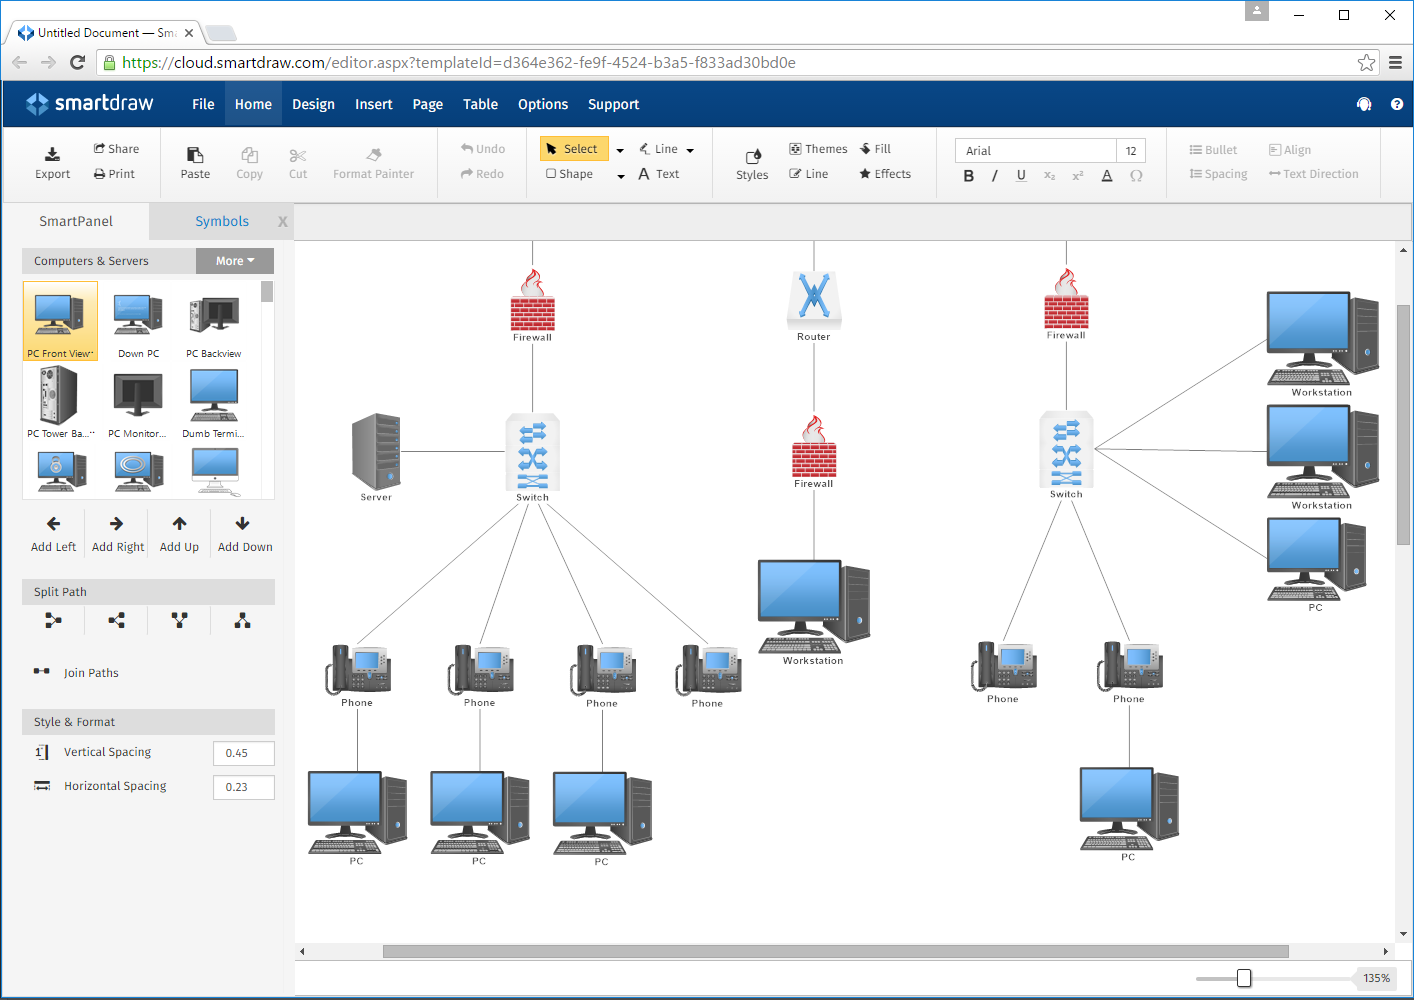 Untitled Document — Sma
https://cloud.smartdraw.com/editor.aspx?templateId=d364e362-fe9f-4524-b3a5-f833ad30bd0e
smartdraw File Home Design Insert Page Table Options Support
Export Share Print Paste Copy Cut Format Painter Undo Redo Select Shape Line Text Styles Themes Line Fill Effects Arial 12 B I U x₂ x² A Ω Bullet Spacing Align Text Direction
SmartPanel Symbols X
Computers & Servers More
PC Front View·· Down PC PC Backview
PC Tower Ba...·· PC Monitor... Dumb Termi...
Add Left Add Right Add Up Add Down
Split Path
Join Paths
Style & Format
Vertical Spacing 0.45
Horizontal Spacing 0.23
Firewall Router Firewall
Workstation
Firewall
Server Switch Switch
Workstation
PC
Workstation
Phone Phone Phone Phone Phone Phone
PC PC PC PC
135%